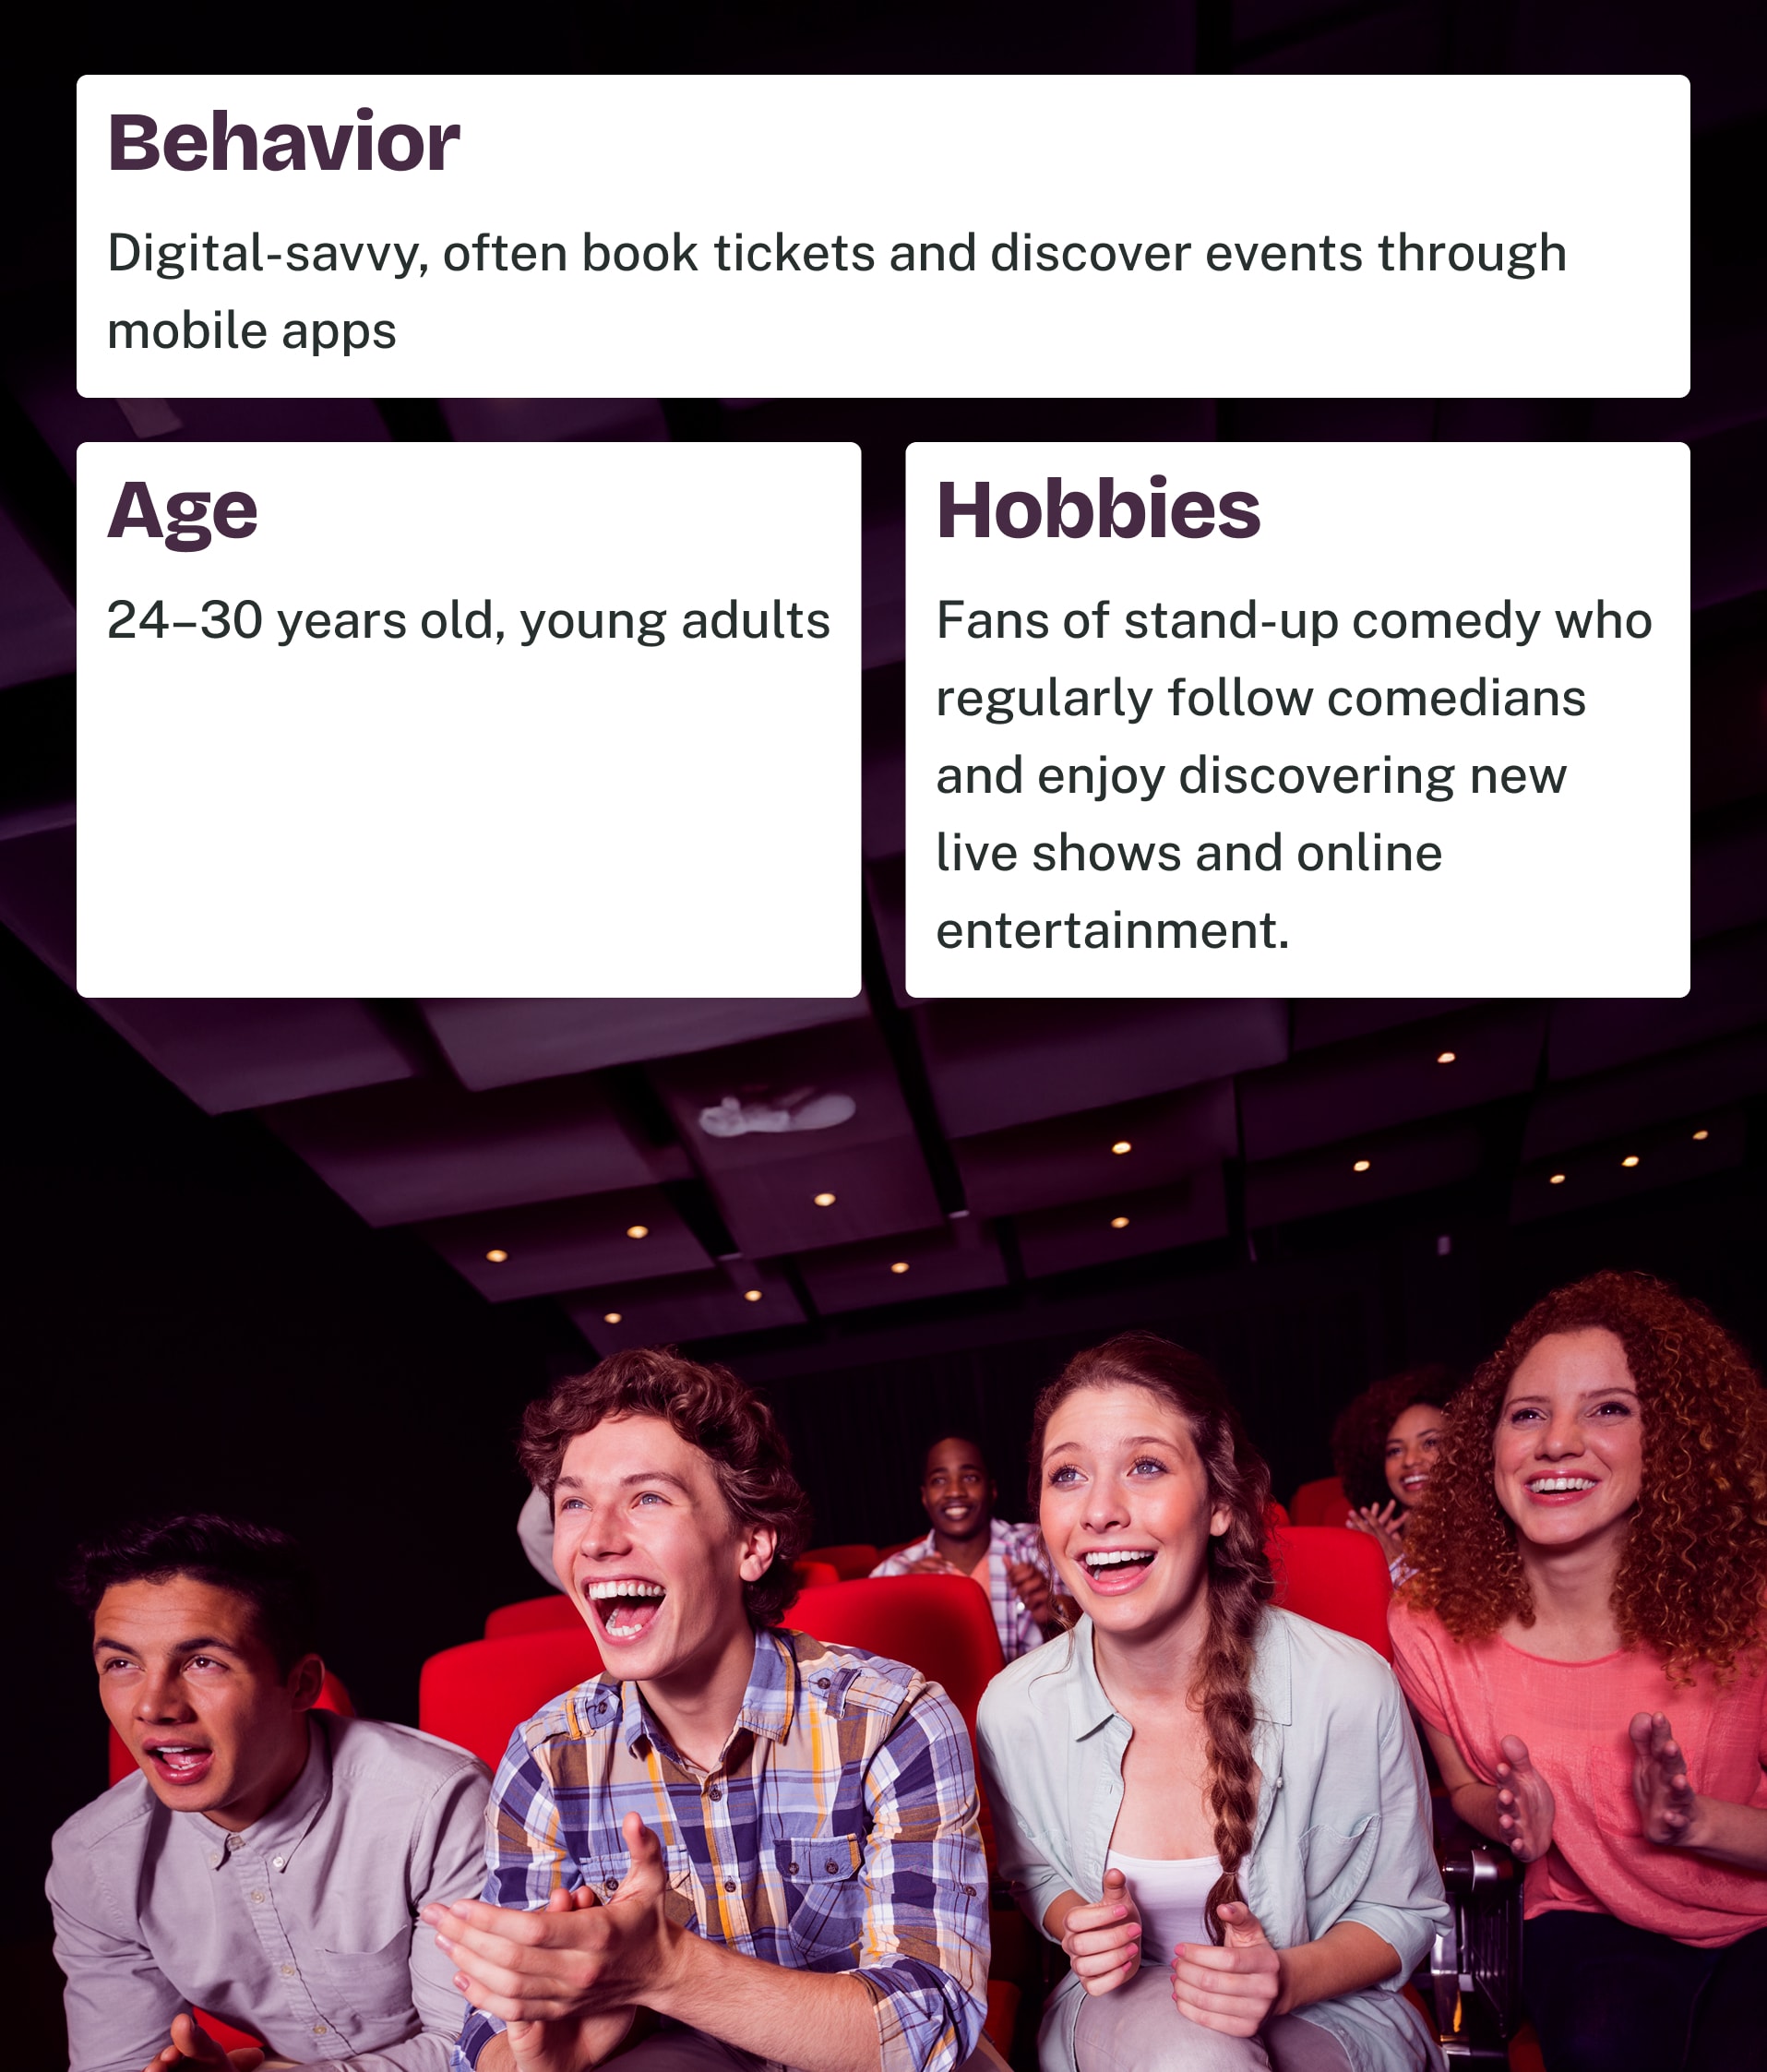 Behavior
Digital-savvy, often book tickets and discover events through
mobile apps
Age
24–30 years old, young adults
Hobbies
Fans of stand-up comedy who
regularly follow comedians
and enjoy discovering new
live shows and online
entertainment.